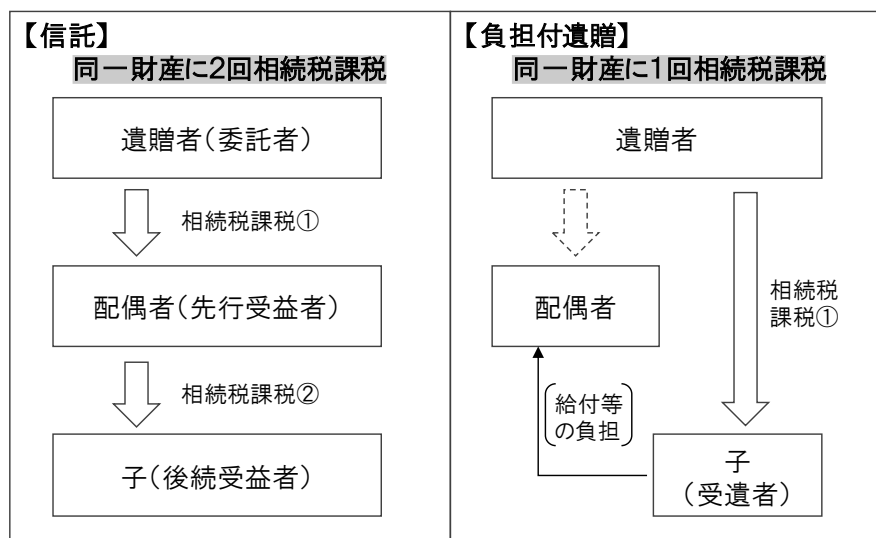 【信託】
同一財産に2回相続税課税
遺贈者(委託者)
相続税課税①
配偶者(先行受益者)
相続税課税②
子(後続受益者)
【負担付遺贈】
同一財産に1回相続税課税
遺贈者
配偶者
相続税
課税①
給付等
の負担
子
(受遺者)